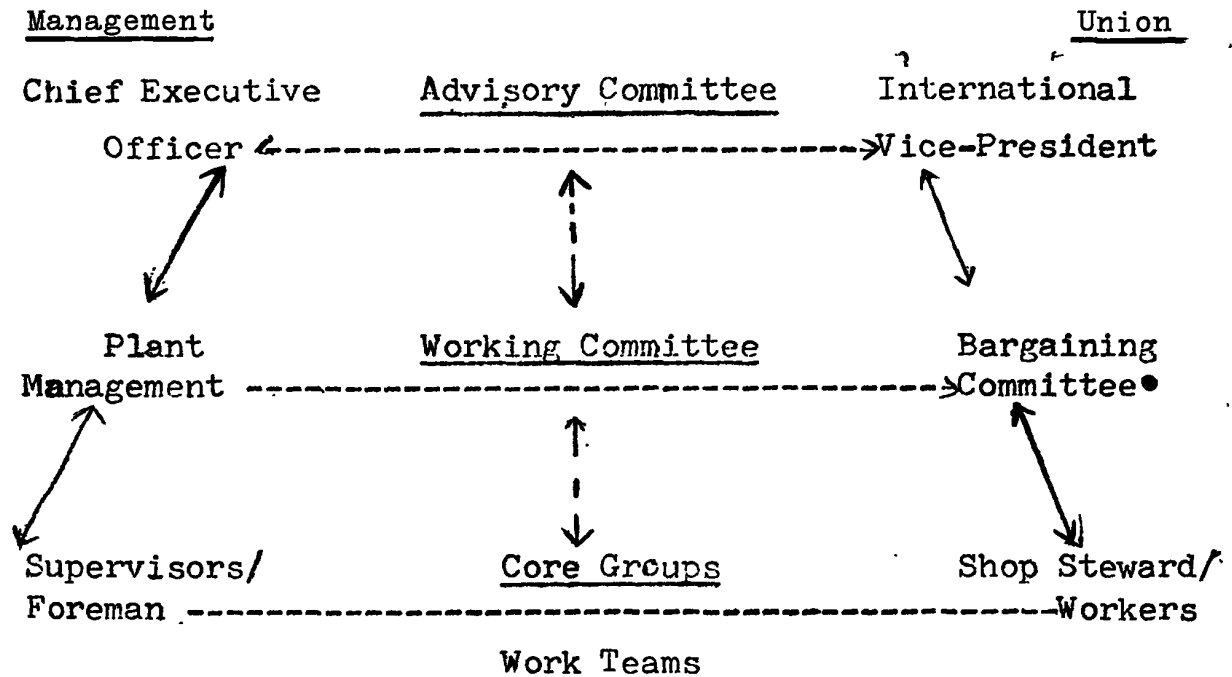 Management Union
Chief Executive Advisory Committee International
Officer Vice-President
Plant Working Committee Bargaining
Management Committee
Supervisors/ Core Groups Shop Steward/
Foreman Workers
Work Teams